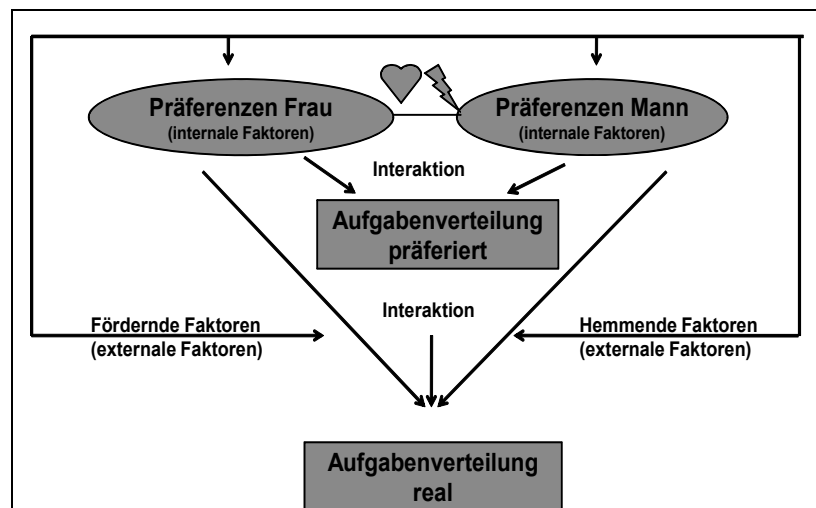 Präferenzen Frau
(internale Faktoren)
Präferenzen Mann
(internale Faktoren)
Interaktion
Aufgabenverteilung
präferiert
Interaktion
Fördernde Faktoren
(externale Faktoren)
Hemmende Faktoren
(externale Faktoren)
Aufgabenverteilung
real